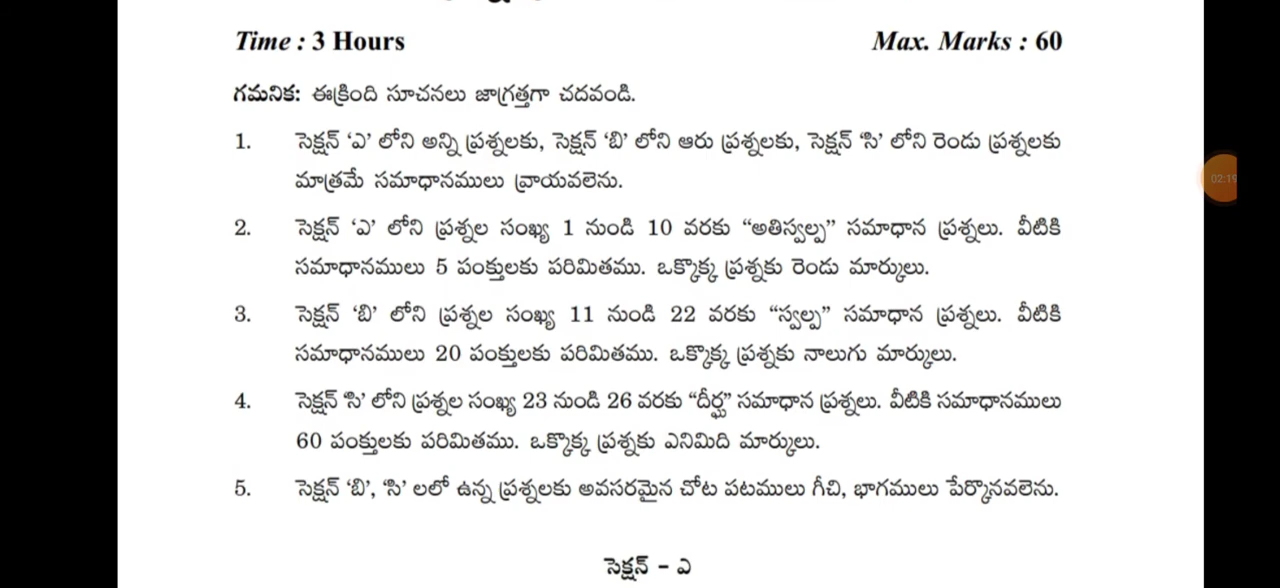 Time : 3 Hours Max. Marks : 60
గమనిక: ఈక్రింది సూచనలు జాగ్రత్తగా చదవండి.
1. సెక్షన్ ‘ఎ’ లోని అన్ని ప్రశ్నలకు, సెక్షన్ ‘బి’ లోని ఆరు ప్రశ్నలకు, సెక్షన్ ‘సి’ లోని రెండు ప్రశ్నలకు
మాత్రమే సమాధానములు వ్రాయవలెను.
2. సెక్షన్ ‘ఎ’ లోని ప్రశ్నల సంఖ్య 1 నుండి 10 వరకు “అతిస్వల్ప” సమాధాన ప్రశ్నలు. వీటికి
సమాధానములు 5 పంక్తులకు పరిమితము. ఒక్కొక్క ప్రశ్నకు రెండు మార్కులు.
3. సెక్షన్ ‘బి’ లోని ప్రశ్నల సంఖ్య 11 నుండి 22 వరకు “స్వల్ప” సమాధాన ప్రశ్నలు. వీటికి
సమాధానములు 20 పంక్తులకు పరిమితము. ఒక్కొక్క ప్రశ్నకు నాలుగు మార్కులు.
4. సెక్షన్ ‘సి’ లోని ప్రశ్నల సంఖ్య 23 నుండి 26 వరకు “దీర్ఘ” సమాధాన ప్రశ్నలు. వీటికి సమాధానములు
60 పంక్తులకు పరిమితము. ఒక్కొక్క ప్రశ్నకు ఎనిమిది మార్కులు.
5. సెక్షన్ ‘బి’, ‘సి’ లలో ఉన్న ప్రశ్నలకు అవసరమైన చోట పటములు గీచి, భాగములు పేర్కొనవలెను.
సెక్షన్ – ఎ
02:19